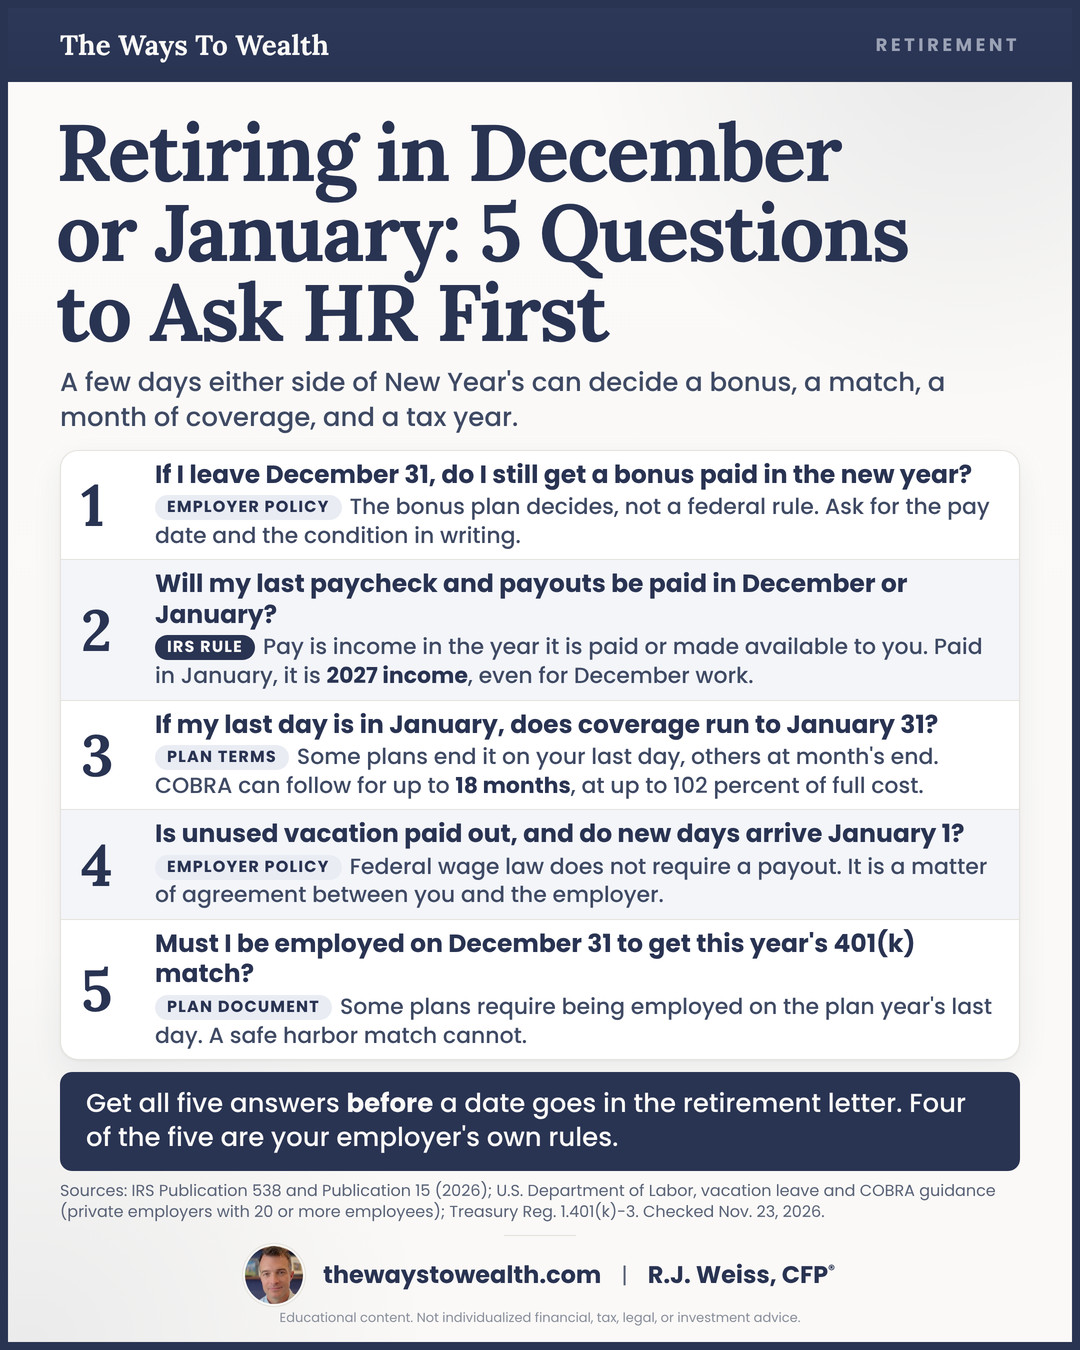 The Ways To Wealth
RETIREMENT
Retiring in December
or January: 5 Questions
to Ask HR First
A few days either side of New Year's can decide a bonus, a match, a
month of coverage, and a tax year.
1
If I leave December 31, do I still get a bonus paid in the new year?
EMPLOYER POLICY The bonus plan decides, not a federal rule. Ask for the pay
date and the condition in writing.
2
Will my last paycheck and payouts be paid in December or
January?
IRS RULE Pay is income in the year it is paid or made available to you. Paid
in January, it is 2027 income, even for December work.
3
If my last day is in January, does coverage run to January 31?
PLAN TERMS Some plans end it on your last day, others at month's end.
COBRA can follow for up to 18 months, at up to 102 percent of full cost.
4
Is unused vacation paid out, and do new days arrive January 1?
EMPLOYER POLICY Federal wage law does not require a payout. It is a matter
of agreement between you and the employer.
5
Must I be employed on December 31 to get this year's 401(k)
match?
PLAN DOCUMENT Some plans require being employed on the plan year's last
day. A safe harbor match cannot.
Get all five answers before a date goes in the retirement letter. Four
of the five are your employer's own rules.
Sources: IRS Publication 538 and Publication 15 (2026); U.S. Department of Labor, vacation leave and COBRA guidance
(private employers with 20 or more employees); Treasury Reg. 1.401(k)-3. Checked Nov. 23, 2026.
thewaystowealth.com | R.J. Weiss, CFP®
Educational content. Not individualized financial, tax, legal, or investment advice.